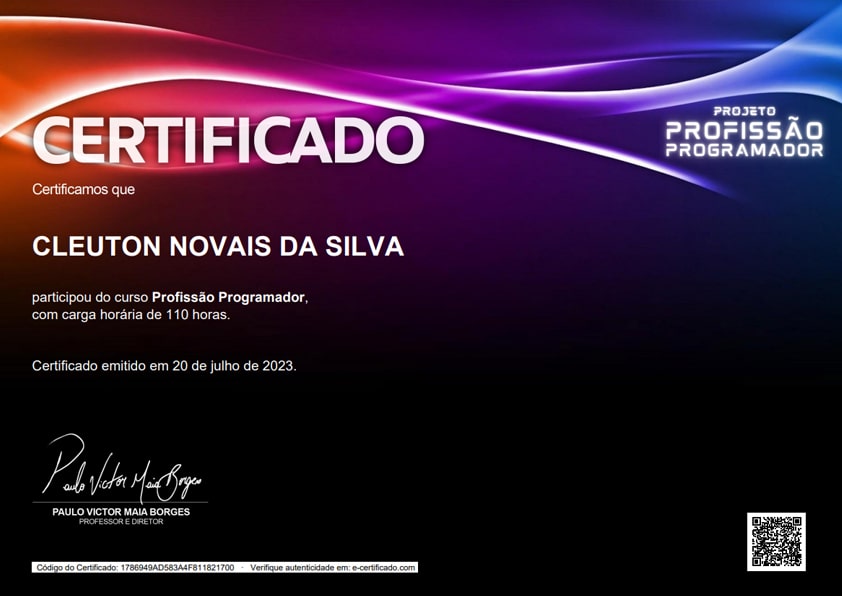 PROJETO
PROFISSÃO
PROGRAMADOR
CERTIFICADO
Certificamos que
CLEUTON NOVAIS DA SILVA
participou do curso Profissão Programador,
com carga horária de 110 horas.
Certificado emitido em 20 de julho de 2023.
Paulo Victor Maia Borges
PAULO VICTOR MAIA BORGES
PROFESSOR E DIRETOR
Código do Certificado: 1786949AD583A4F811821700 · Verifique autenticidade em: e-certificado.com